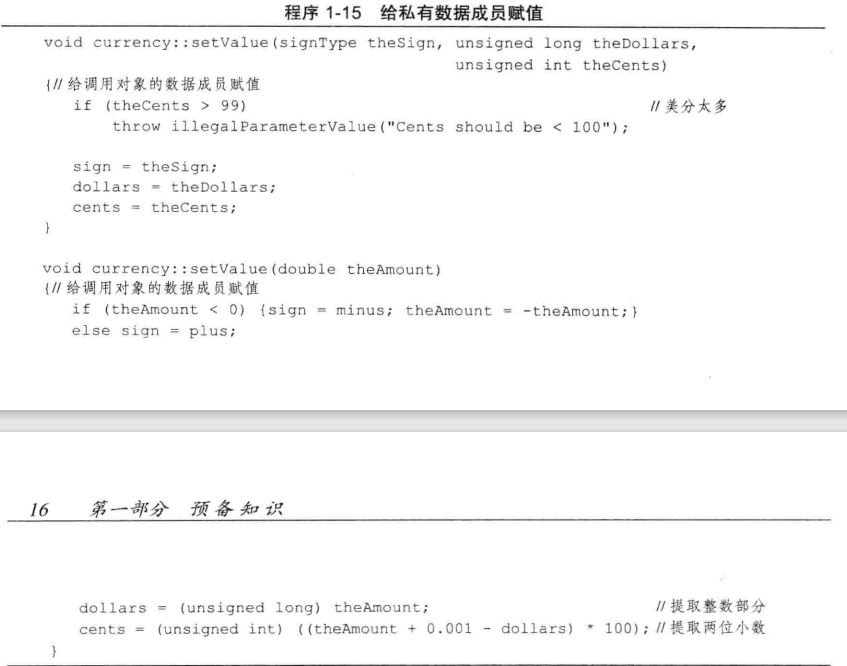 程序 1-15 给私有数据成员赋值
void currency::setValue(signType theSign, unsigned long theDollars,
unsigned int theCents)
{// 给调用对象的数据成员赋值
if (theCents > 99) // 美分太多
throw illegalParameterValue("Cents should be < 100");
sign = theSign;
dollars = theDollars;
cents = theCents;
}
void currency::setValue(double theAmount)
{// 给调用对象的数据成员赋值
if (theAmount < 0) {sign = minus; theAmount = -theAmount;}
else sign = plus;
16 第一部分 预备知识
dollars = (unsigned long) theAmount; // 提取整数部分
cents = (unsigned int) ((theAmount + 0.001 - dollars) * 100); // 提取两位小数
}